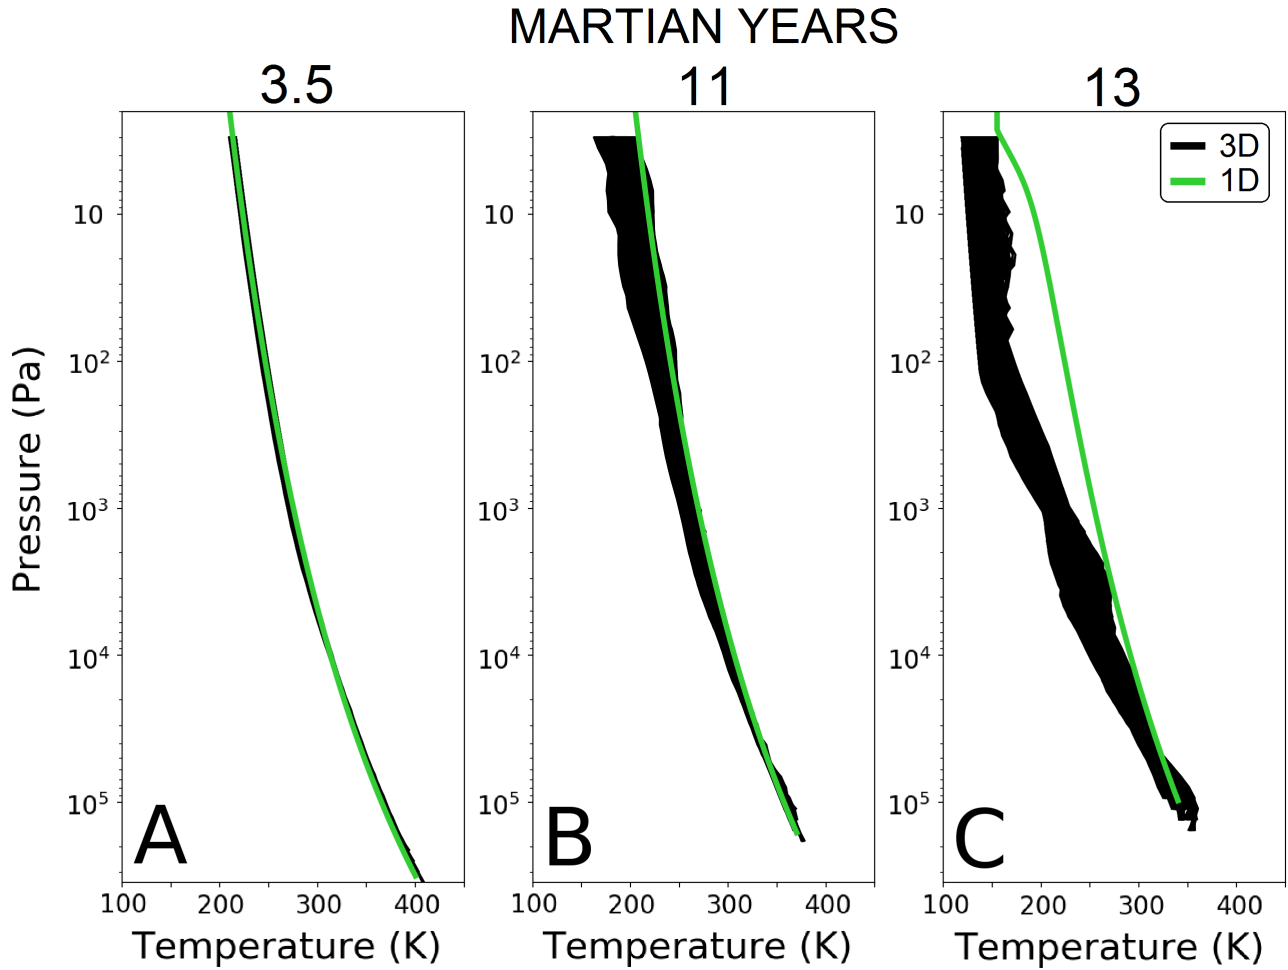 MARTIAN YEARS
3.5 11 13
3D
1D
10 10 10
10² 10² 10²
10³ 10³ 10³
10⁴ 10⁴ 10⁴
10⁵ 10⁵ 10⁵
Pressure (Pa)
A B C
100 200 300 400 100 200 300 400 100 200 300 400
Temperature (K) Temperature (K) Temperature (K)